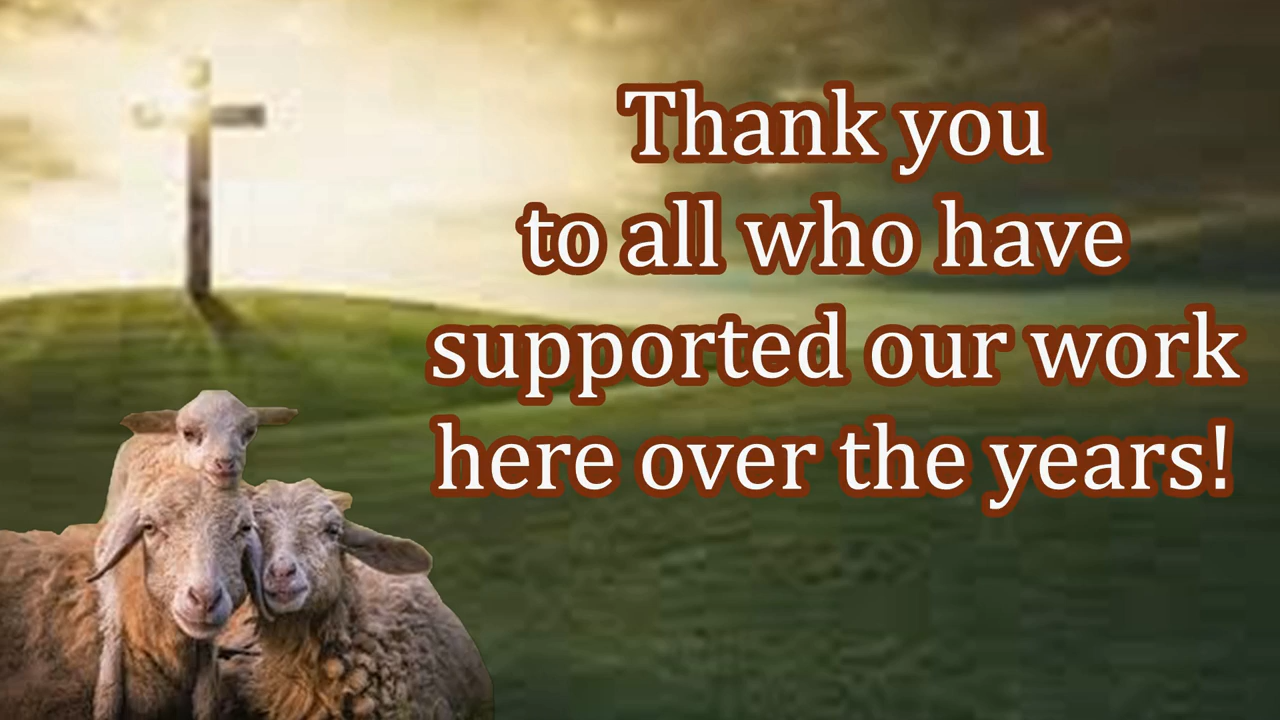 Thank you
to all who have
supported our work
here over the years!